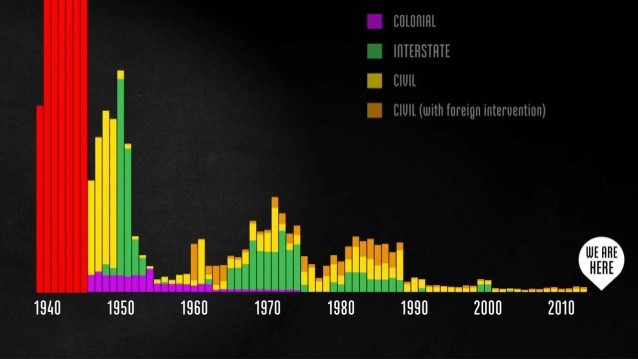 COLONIAL
INTERSTATE
CIVIL
CIVIL (with foreign intervention)
WE ARE
HERE
1940 1950 1960 1970 1980 1990 2000 2010